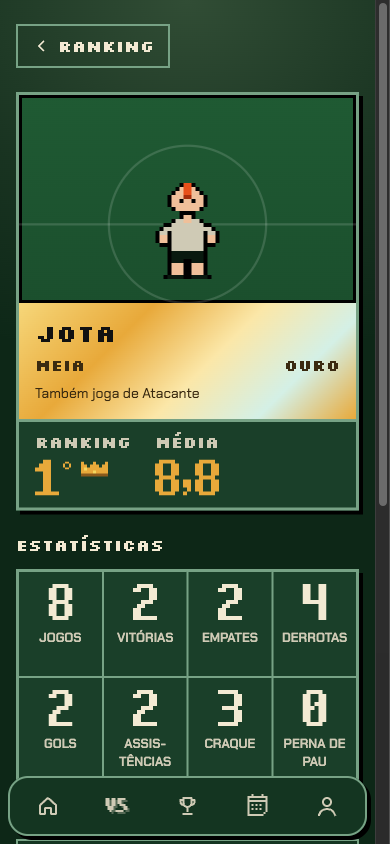 RANKING
JOTA
MEIA OURO
Também joga de Atacante
RANKING MÉDIA
1° 8,8
ESTATÍSTICAS
8 2 2 4
JOGOS VITÓRIAS EMPATES DERROTAS
2 2 3 0
GOLS ASSIS- CRAQUE PERNA DE
TÊNCIAS PAU
VS